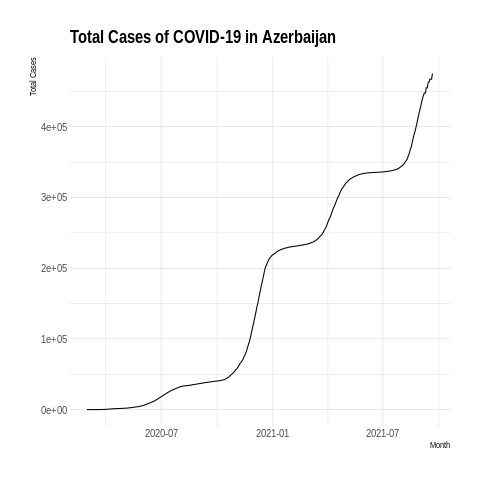 Total Cases of COVID-19 in Azerbaijan
Total Cases
4e+05
3e+05
2e+05
1e+05
0e+00
2020-07 2021-01 2021-07
Month